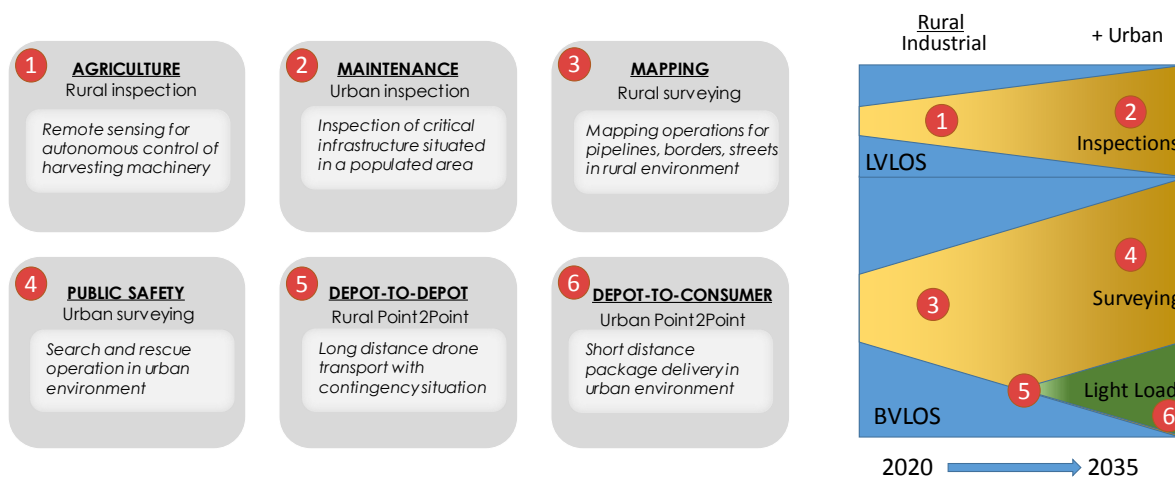 1
AGRICULTURE
Rural inspection
Remote sensing for
autonomous control of
harvesting machinery
2
MAINTENANCE
Urban inspection
Inspection of critical
infrastructure situated
in a populated area
3
MAPPING
Rural surveying
Mapping operations for
pipelines, borders, streets
in rural environment
4
PUBLIC SAFETY
Urban surveying
Search and rescue
operation in urban
environment
5
DEPOT-TO-DEPOT
Rural Point2Point
Long distance drone
transport with
contingency situation
6
DEPOT-TO-CONSUMER
Urban Point2Point
Short distance
package delivery in
urban environment
Rural
Industrial
+ Urban
1
2
Inspections
LVLOS
4
3
Surveying
5
Light Load
6
BVLOS
2020
2035